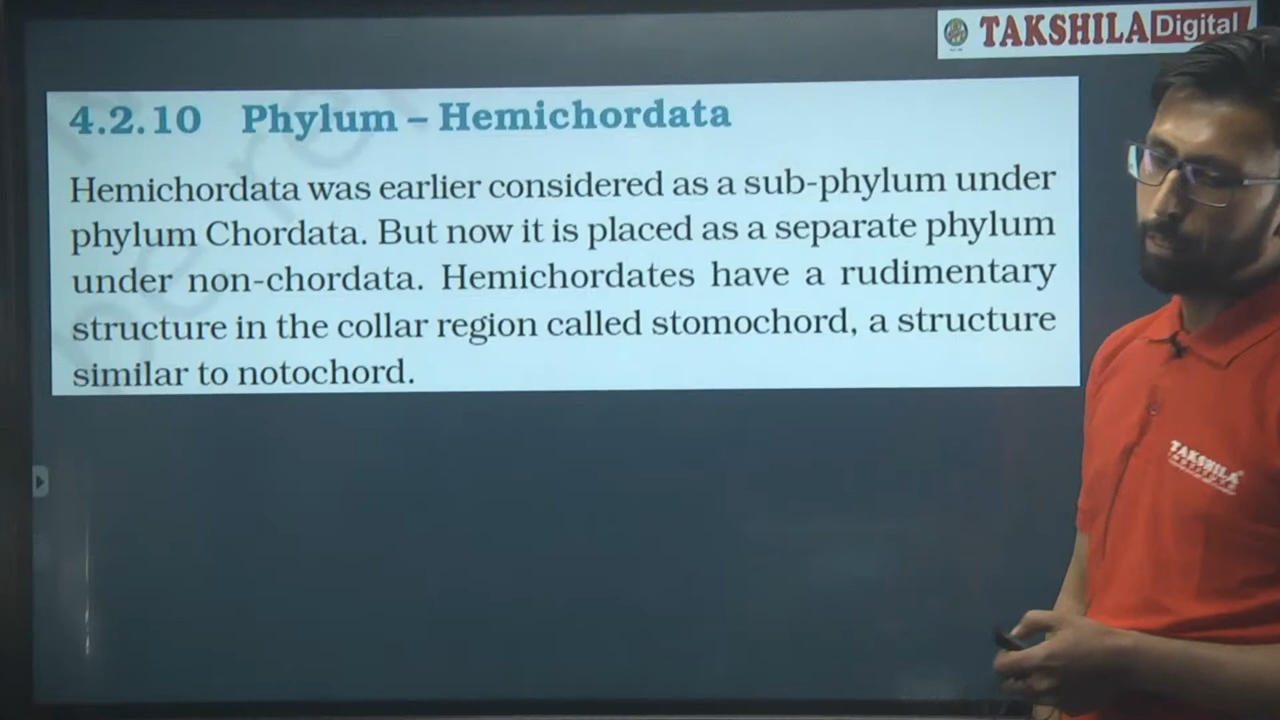 TAKSHILA Digital
4.2.10 Phylum – Hemichordata
Hemichordata was earlier considered as a sub-phylum under
phylum Chordata. But now it is placed as a separate phylum
under non-chordata. Hemichordates have a rudimentary
structure in the collar region called stomochord, a structure
similar to notochord.
TAKSHILA